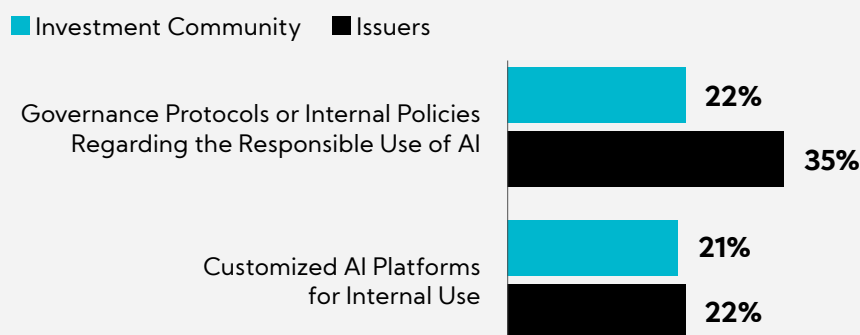 Investment Community Issuers
Governance Protocols or Internal Policies
Regarding the Responsible Use of AI
22%
35%
Customized AI Platforms
for Internal Use
21%
22%